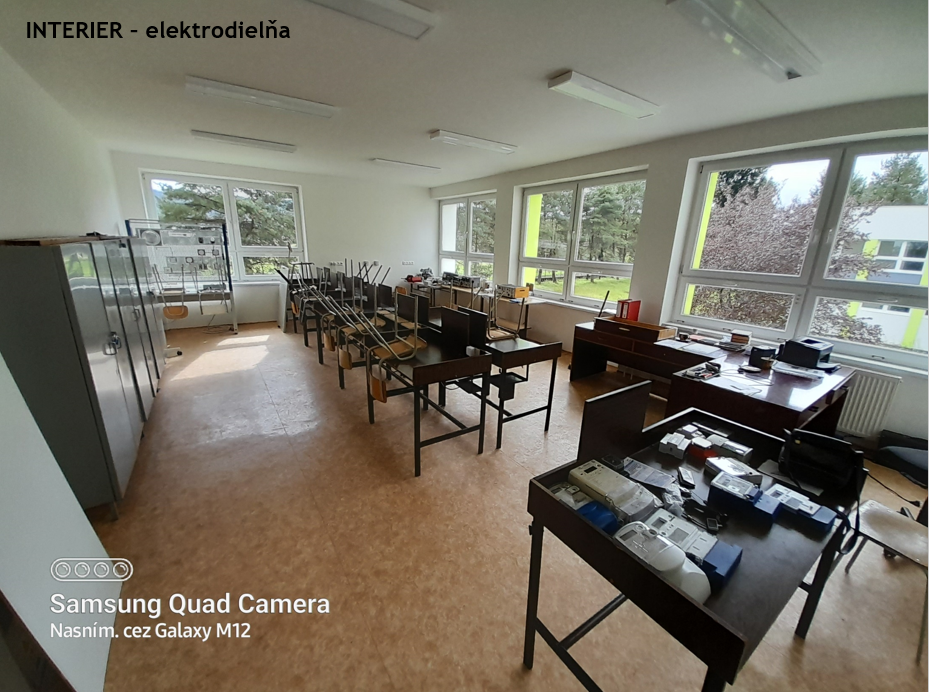 INTERIER - elektrodielňa
Samsung Quad Camera
Nasním. cez Galaxy M12